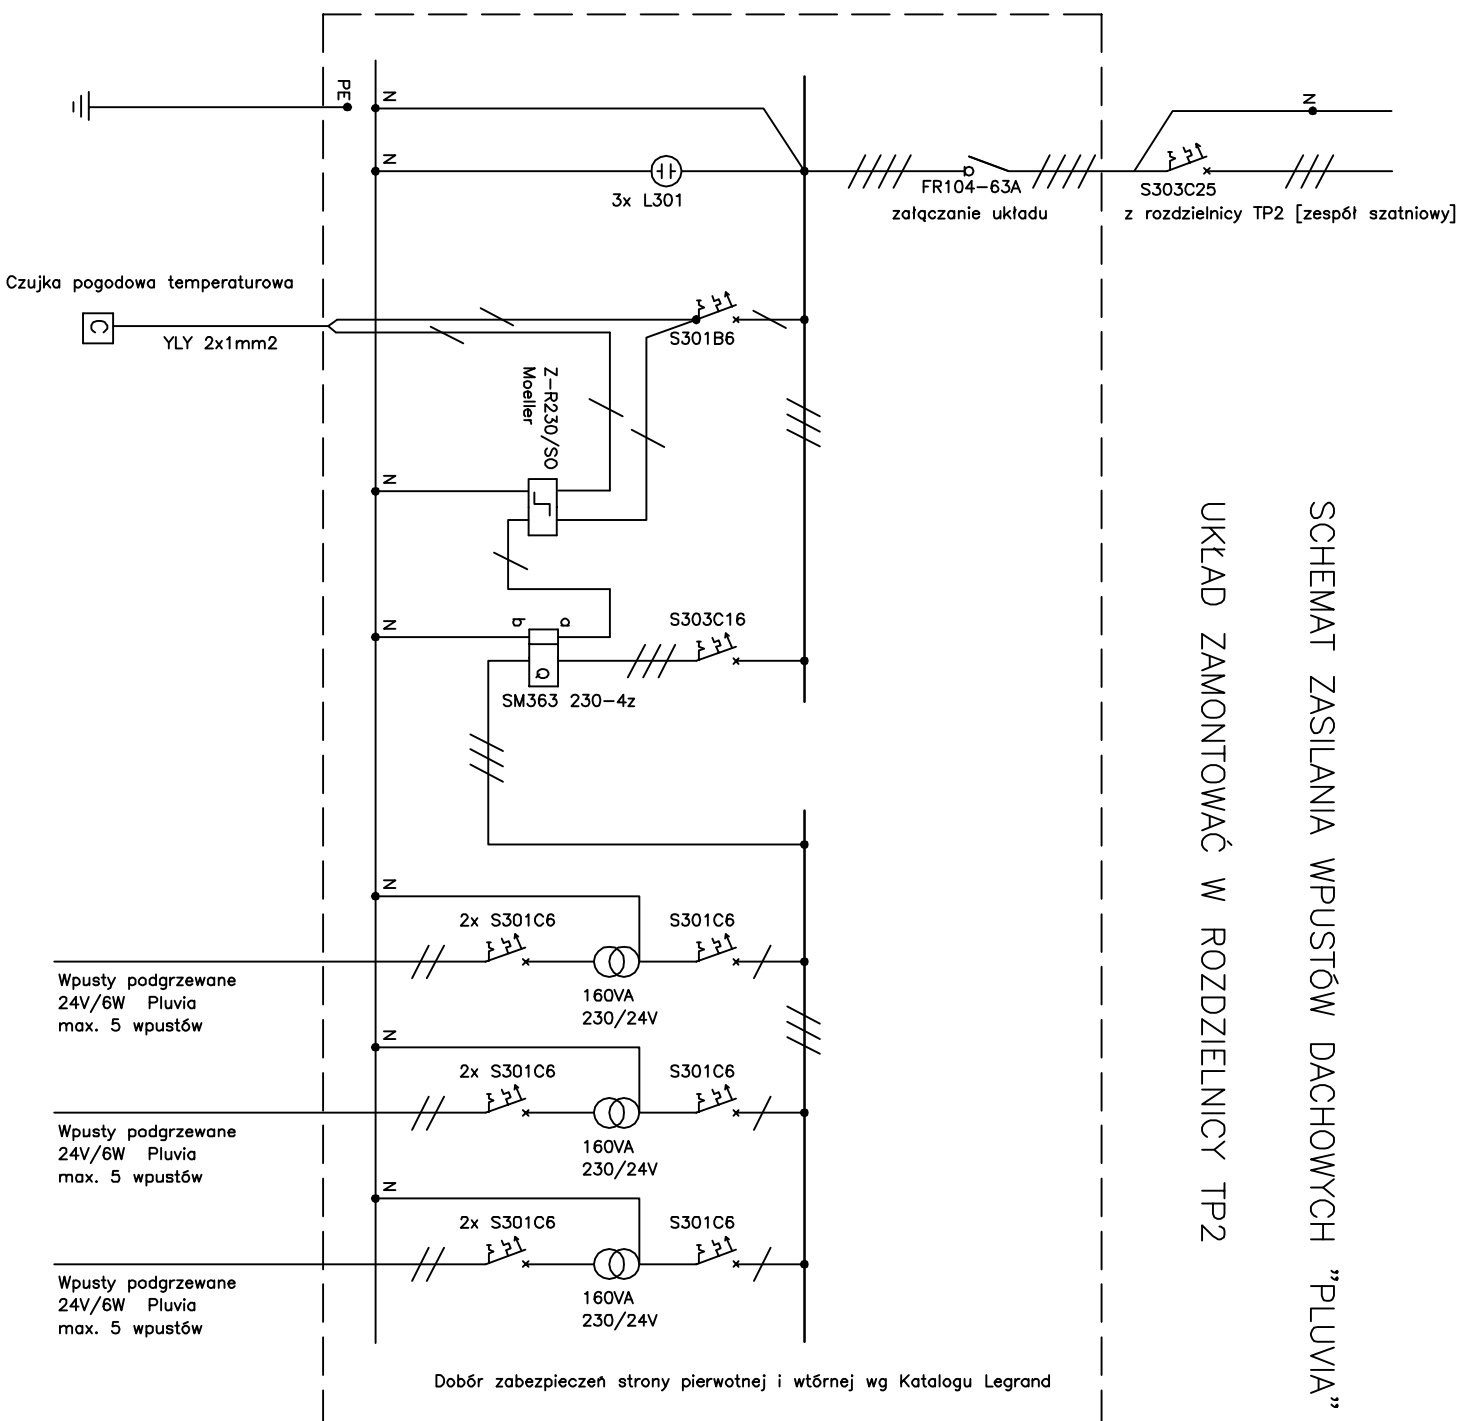 PE
N
N
3x L301
FR104-63A
załączanie układu
N
S303C25
z rozdzielnicy TP2 [zespół szatniowy]
Czujka pogodowa temperaturowa
C
YLY 2x1mm2
S301B6
Z-R230/SO
Moeller
N
N
b
a
Q
S303C16
SM363 230-4z
SCHEMAT ZASILANIA WPUSTÓW DACHOWYCH "PLUVIA"
UKŁAD ZAMONTOWAĆ W ROZDZIELNICY TP2
N
2x S301C6
S301C6
Wpusty podgrzewane
24V/6W Pluvia
max. 5 wpustów
160VA
230/24V
N
2x S301C6
S301C6
Wpusty podgrzewane
24V/6W Pluvia
max. 5 wpustów
160VA
230/24V
N
2x S301C6
S301C6
Wpusty podgrzewane
24V/6W Pluvia
max. 5 wpustów
160VA
230/24V
Dobór zabezpieczeń strony pierwotnej i wtórnej wg Katalogu Legrand